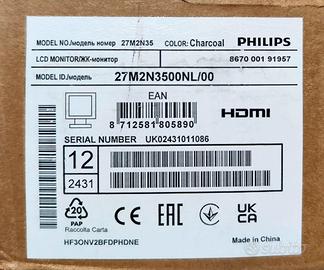 MODEL NO./модель номер 27M2N35 COLOR: Charcoal PHILIPS
LCD MONITOR/ЖК-монитор 8670 001 91957
MODEL ID./модель 27M2N3500NL/00
EAN
HDMI
8 712581 805890
SERIAL NUMBER UK02431011086
12
2431
20
PAP
CE EAC UK CA
Raccolta Carta
Made in China
HF3ONV2BFDPHDNE
subito